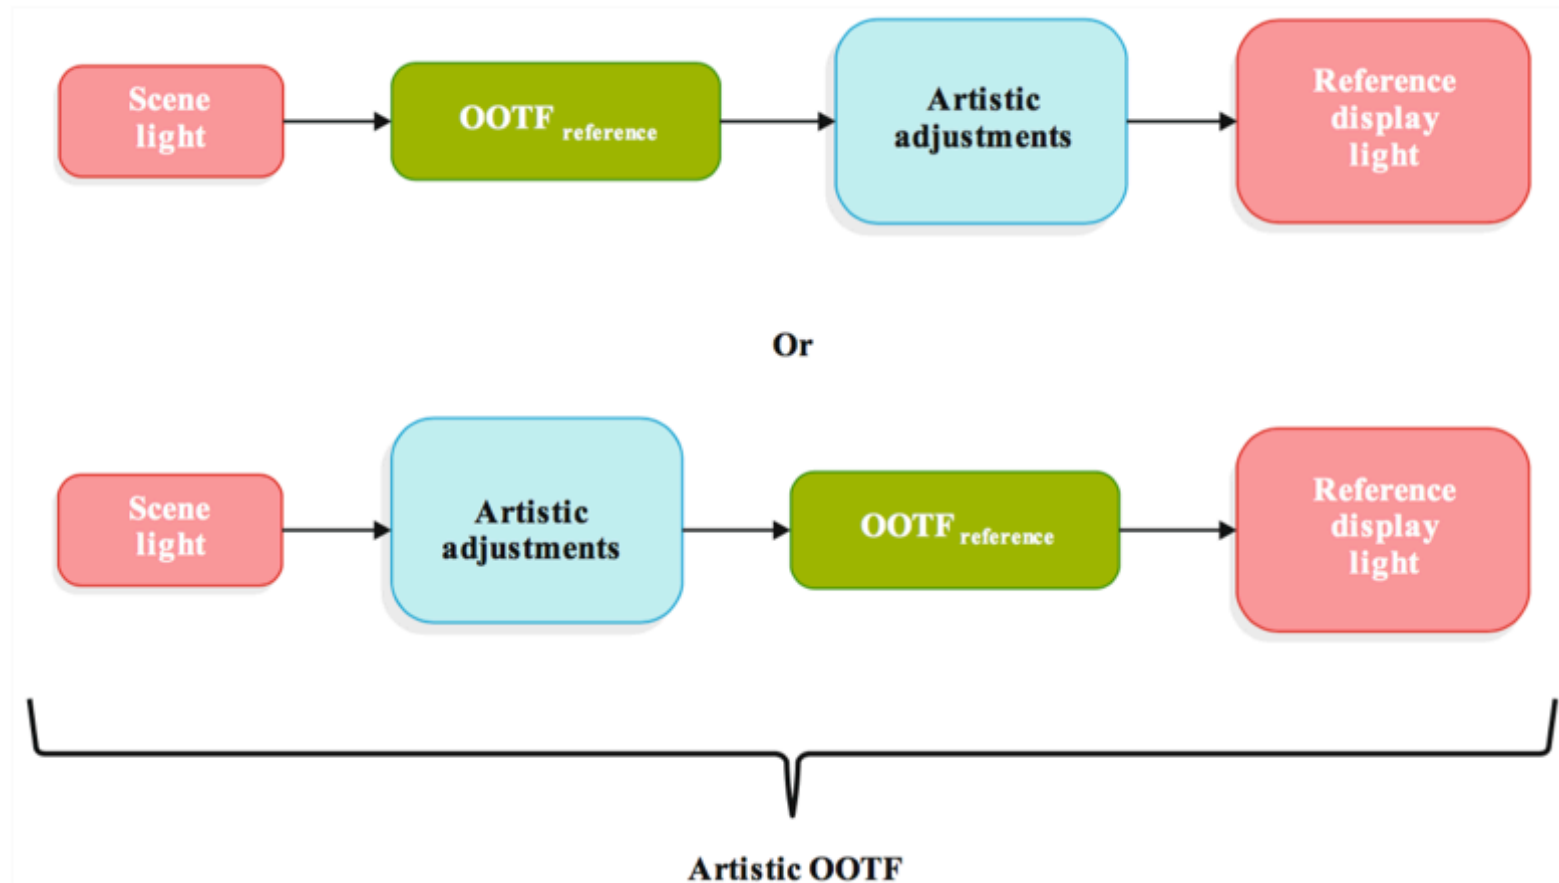 Scene
light
OOTF reference
Artistic
adjustments
Reference
display
light
Or
Scene
light
Artistic
adjustments
OOTF reference
Reference
display
light
Artistic OOTF